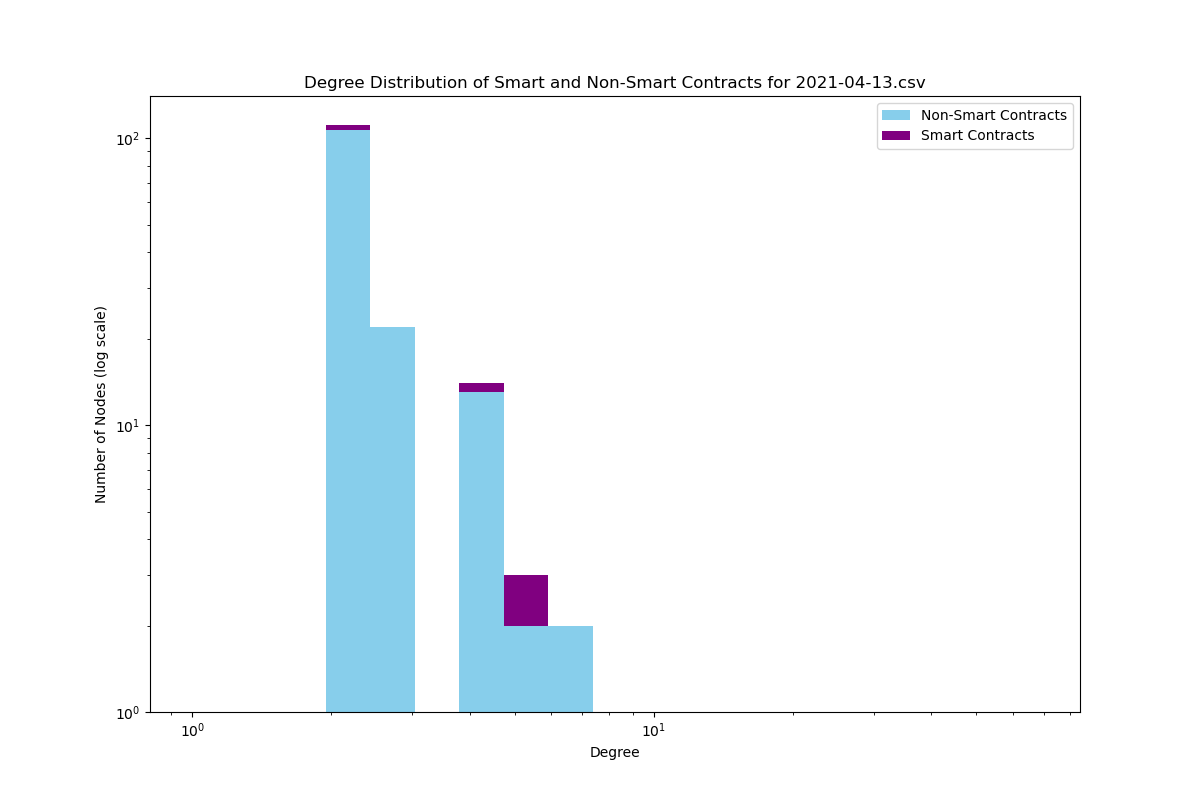 Degree Distribution of Smart and Non-Smart Contracts for 2021-04-13.csv
Non-Smart Contracts
Smart Contracts
Number of Nodes (log scale)
10²
10¹
10⁰
10⁰ 10¹
Degree